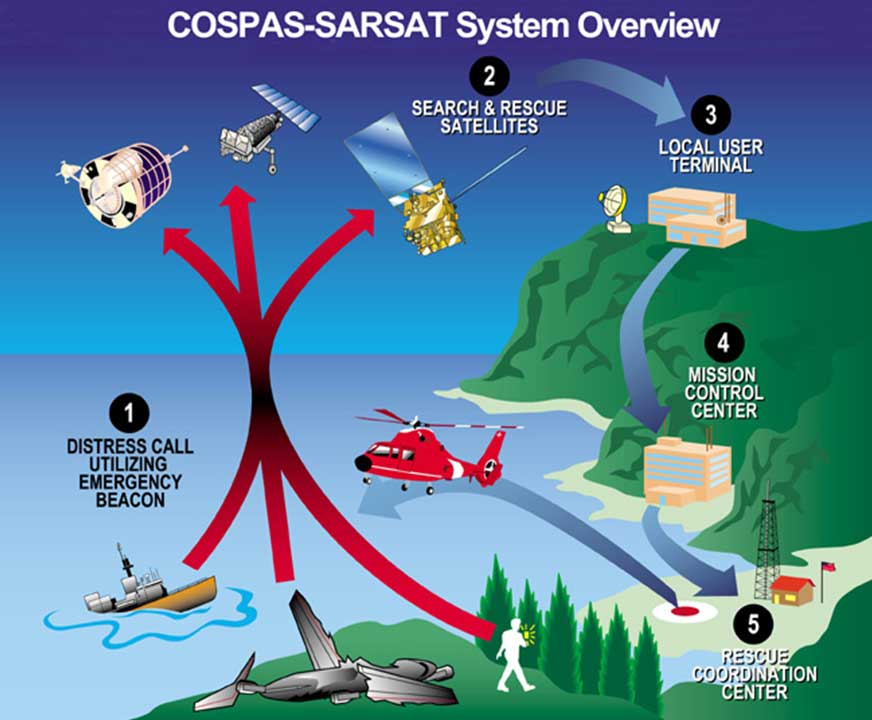 COSPAS-SARSAT System Overview
2
SEARCH & RESCUE
SATELLITES
3
LOCAL USER
TERMINAL
4
MISSION
CONTROL
CENTER
1
DISTRESS CALL
UTILIZING
EMERGENCY
BEACON
5
RESCUE
COORDINATION
CENTER